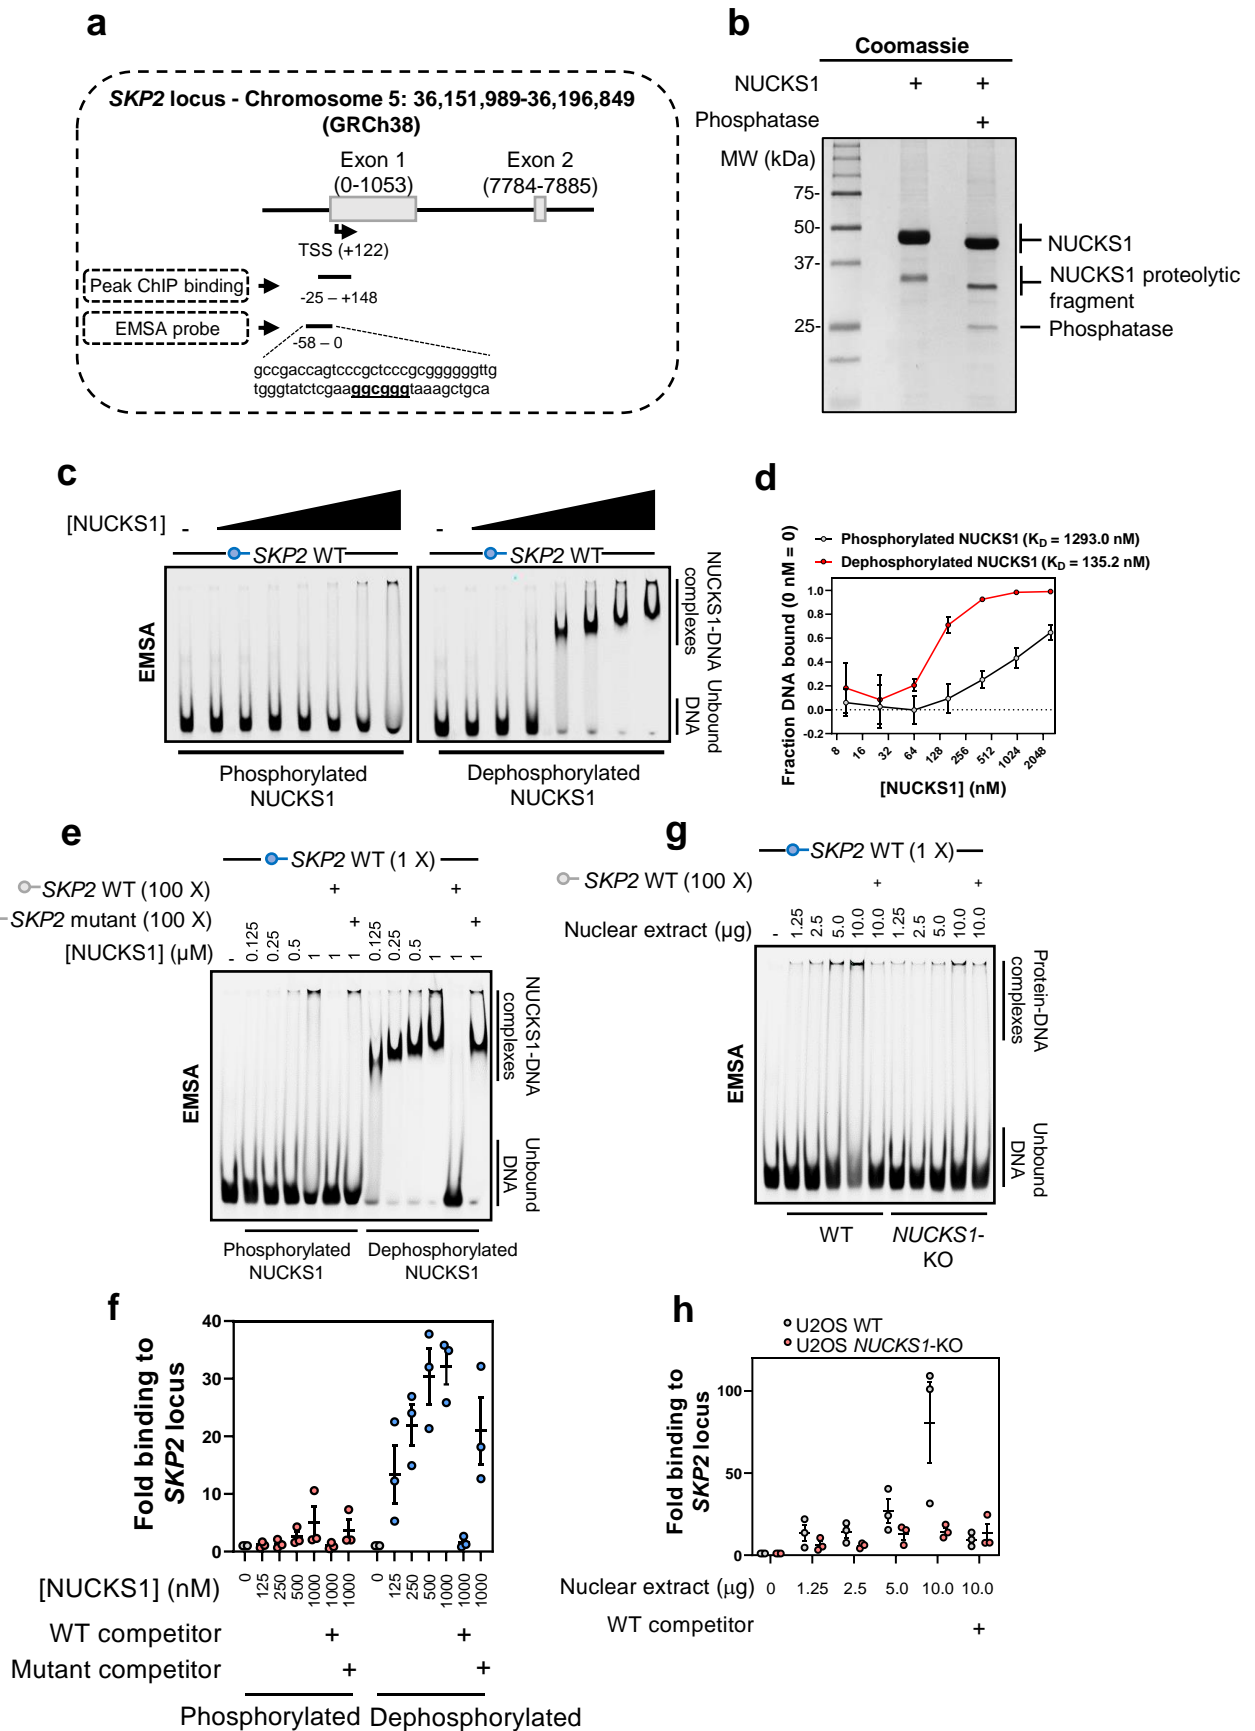 a
SKP2 locus - Chromosome 5: 36,151,989-36,196,849
(GRCh38)
Exon 1
(0-1053)
Exon 2
(7784-7885)
TSS (+122)
Peak ChIP binding
-25 – +148
EMSA probe
-58 – 0
gccgaccagtcccgctcccgcggggggttg
tgggtatctcgaaggcgggtaaagctgca
b
Coomassie
NUCKS1 + +
Phosphatase +
MW (kDa)
75-
50-
37-
25-
NUCKS1
NUCKS1 proteolytic
fragment
Phosphatase
c
[NUCKS1] - -
SKP2 WT SKP2 WT
EMSA
NUCKS1-DNA
complexes
Unbound
DNA
Phosphorylated
NUCKS1
Dephosphorylated
NUCKS1
d
Phosphorylated NUCKS1 (KD = 1293.0 nM)
Dephosphorylated NUCKS1 (KD = 135.2 nM)
Fraction DNA bound (0 nM = 0)
1.0
0.8
0.6
0.4
0.2
0.0
-0.2
8 16 32 64 128 256 512 1024 2048
[NUCKS1] (nM)
e
SKP2 WT (1 X)
SKP2 WT (100 X) + +
SKP2 mutant (100 X) + +
[NUCKS1] (µM) - 0.125 0.25 0.5 1 1 1 0.125 0.25 0.5 1 1 1
EMSA
NUCKS1-DNA
complexes
Unbound
DNA
Phosphorylated
NUCKS1
Dephosphorylated
NUCKS1
g
SKP2 WT (1 X)
SKP2 WT (100 X) + +
Nuclear extract (µg) - 1.25 2.5 5.0 10.0 10.0 1.25 2.5 5.0 10.0 10.0
EMSA
Protein-DNA
complexes
Unbound
DNA
WT
NUCKS1-
KO
f
Fold binding to
SKP2 locus
40
30
20
10
0
[NUCKS1] (nM) 0 125 250 500 1000 1000 1000 0 125 250 500 1000 1000 1000
WT competitor + +
Mutant competitor + +
Phosphorylated Dephosphorylated
h
U2OS WT
U2OS NUCKS1-KO
Fold binding to
SKP2 locus
100
50
0
Nuclear extract (µg) 0 1.25 2.5 5.0 10.0 10.0
WT competitor +